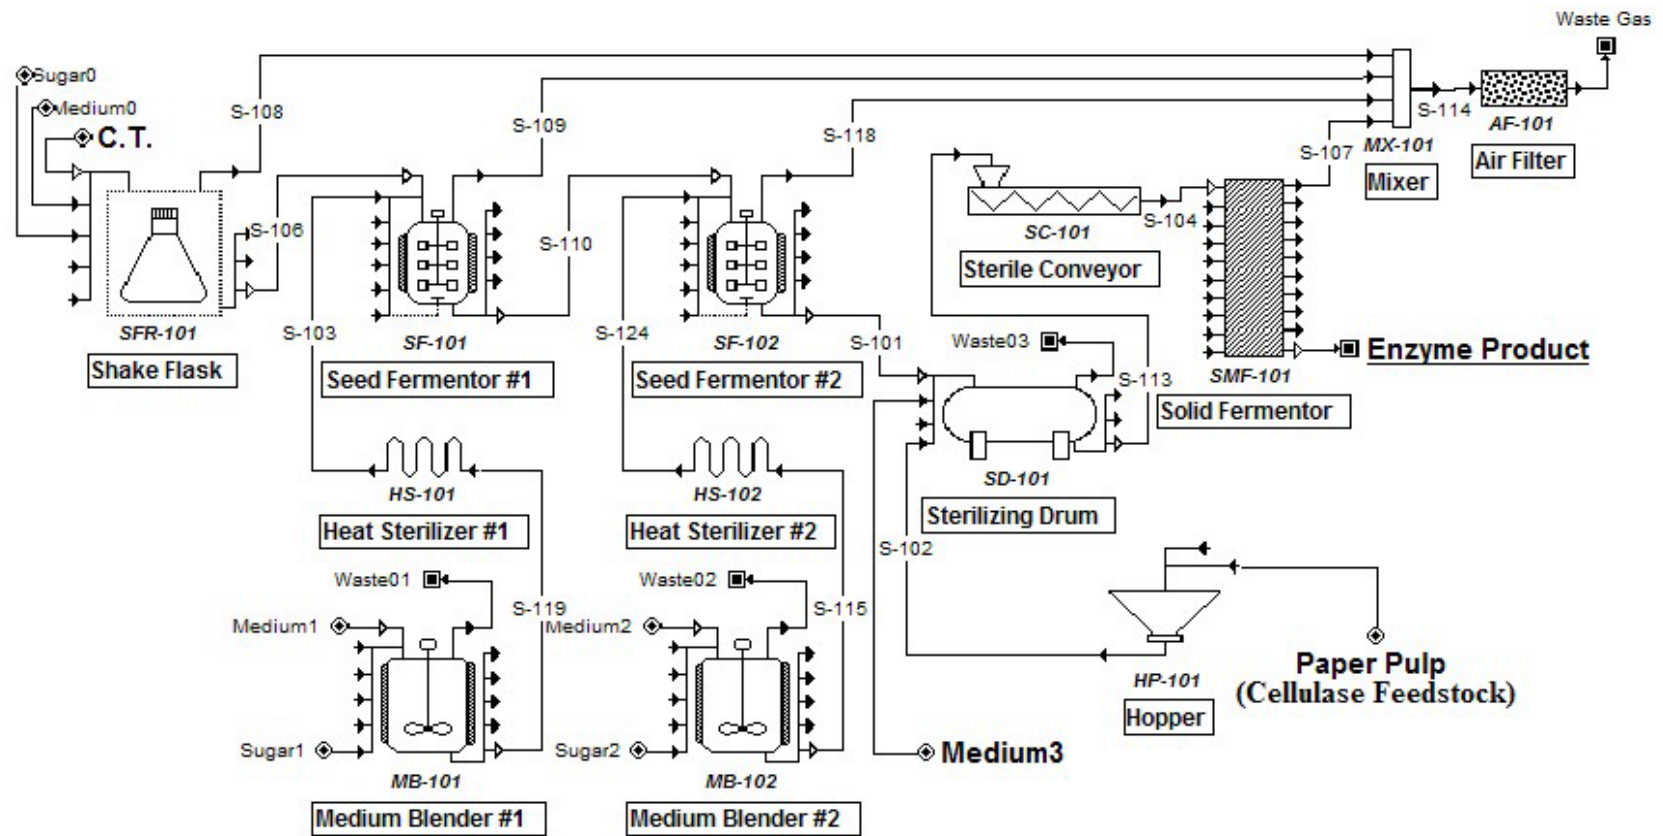 Waste Gas
Sugar0
Medium0
C.T.
S-108
S-109
S-118
S-114
AF-101
Air Filter
MX-101
Mixer
S-107
S-106
S-110
S-104
SC-101
Sterile Conveyor
SFR-101
Shake Flask
S-103
SF-101
Seed Fermentor #1
S-124
SF-102
Seed Fermentor #2
S-101
Waste03
S-113
SMF-101
Solid Fermentor
Enzyme Product
HS-101
Heat Sterilizer #1
HS-102
Heat Sterilizer #2
SD-101
Sterilizing Drum
S-102
Waste01
Waste02
S-119
S-115
Medium1
Medium2
HP-101
Hopper
Paper Pulp
(Cellulase Feedstock)
Sugar1
Sugar2
Medium3
MB-101
Medium Blender #1
MB-102
Medium Blender #2